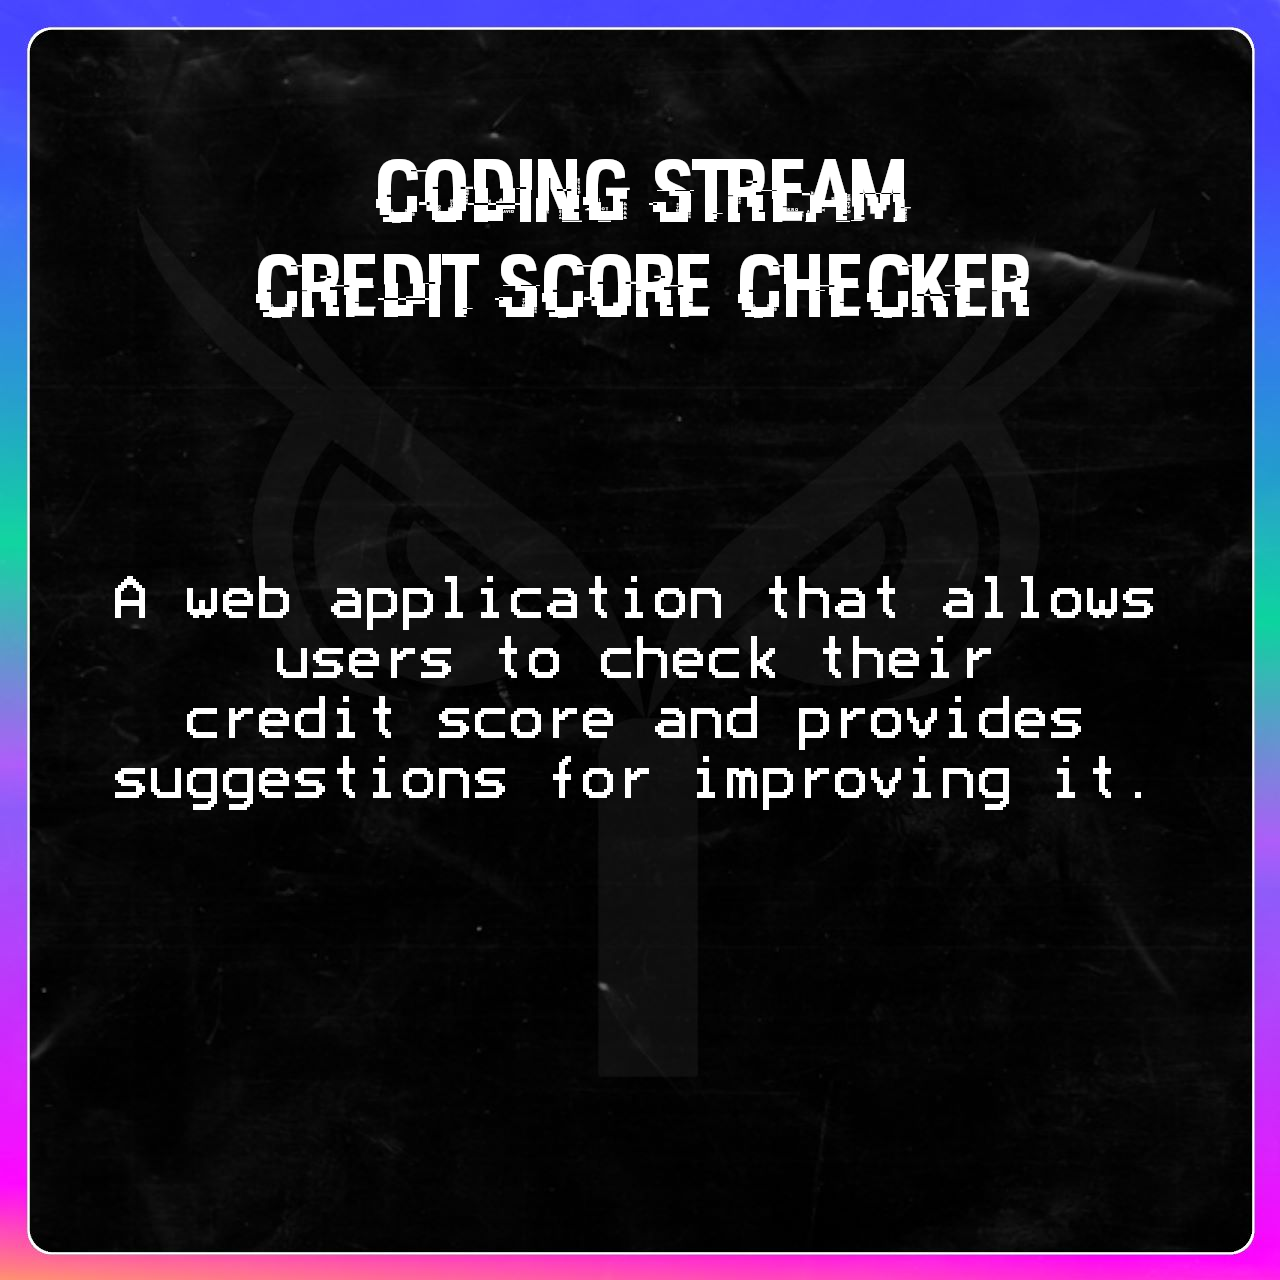 CODING STREAM
CREDIT SCORE CHECKER
A web application that allows
users to check their
credit score and provides
suggestions for improving it.